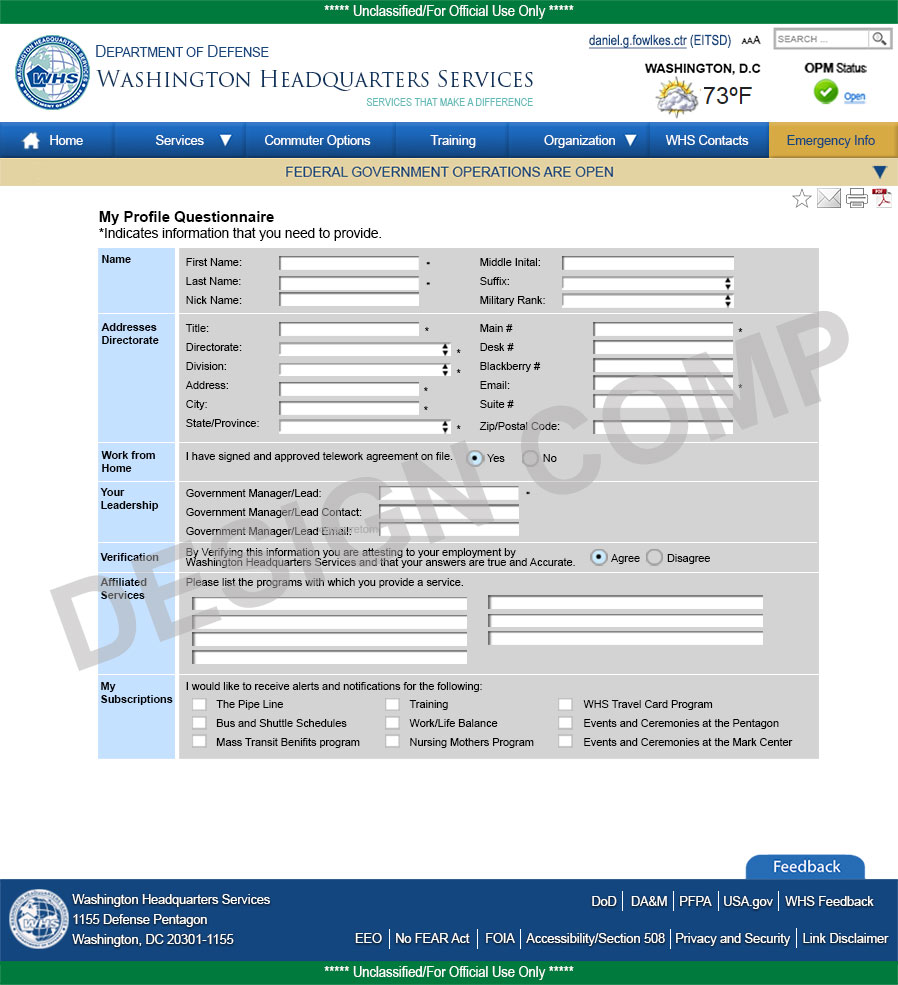 ***** Unclassified/For Official Use Only *****
daniel.g.fowlkes.ctr (EITSD) AAA SEARCH ...
DEPARTMENT OF DEFENSE
WASHINGTON HEADQUARTERS SERVICES
SERVICES THAT MAKE A DIFFERENCE
WHS
WASHINGTON, D.C
73ºF
OPM Status
Open
Home Services Commuter Options Training Organization WHS Contacts Emergency Info
FEDERAL GOVERNMENT OPERATIONS ARE OPEN
PDF
My Profile Questionnaire
*Indicates information that you need to provide.
Name
First Name: * Middle Inital:
Last Name: * Suffix:
Nick Name: Military Rank:
Addresses
Directorate
Title: * Main # *
Directorate: * Desk #
Division: * Blackberry #
Address: * Email: *
City: * Suite #
State/Province: * Zip/Postal Code:
Work from
Home
I have signed and approved telework agreement on file. Yes No
Your
Leadership
Government Manager/Lead: *
Government Manager/Lead Contact:
Government Manager/Lead Email:
Verification
By Verifying this information you are attesting to your employment by
Washington Headquarters Services and that your answers are true and Accurate. Agree Disagree
Affiliated
Services
Please list the programs with which you provide a service.
My
Subscriptions
I would like to receive alerts and notifications for the following:
The Pipe Line Training WHS Travel Card Program
Bus and Shuttle Schedules Work/Life Balance Events and Ceremonies at the Pentagon
Mass Transit Benifits program Nursing Mothers Program Events and Ceremonies at the Mark Center
DESIGN COMP
Feedback
WHS
Washington Headquarters Services
1155 Defense Pentagon
Washington, DC 20301-1155
DoD | DA&M | PFPA | USA.gov | WHS Feedback
EEO | No FEAR Act | FOIA | Accessibility/Section 508 | Privacy and Security | Link Disclaimer
***** Unclassified/For Official Use Only *****